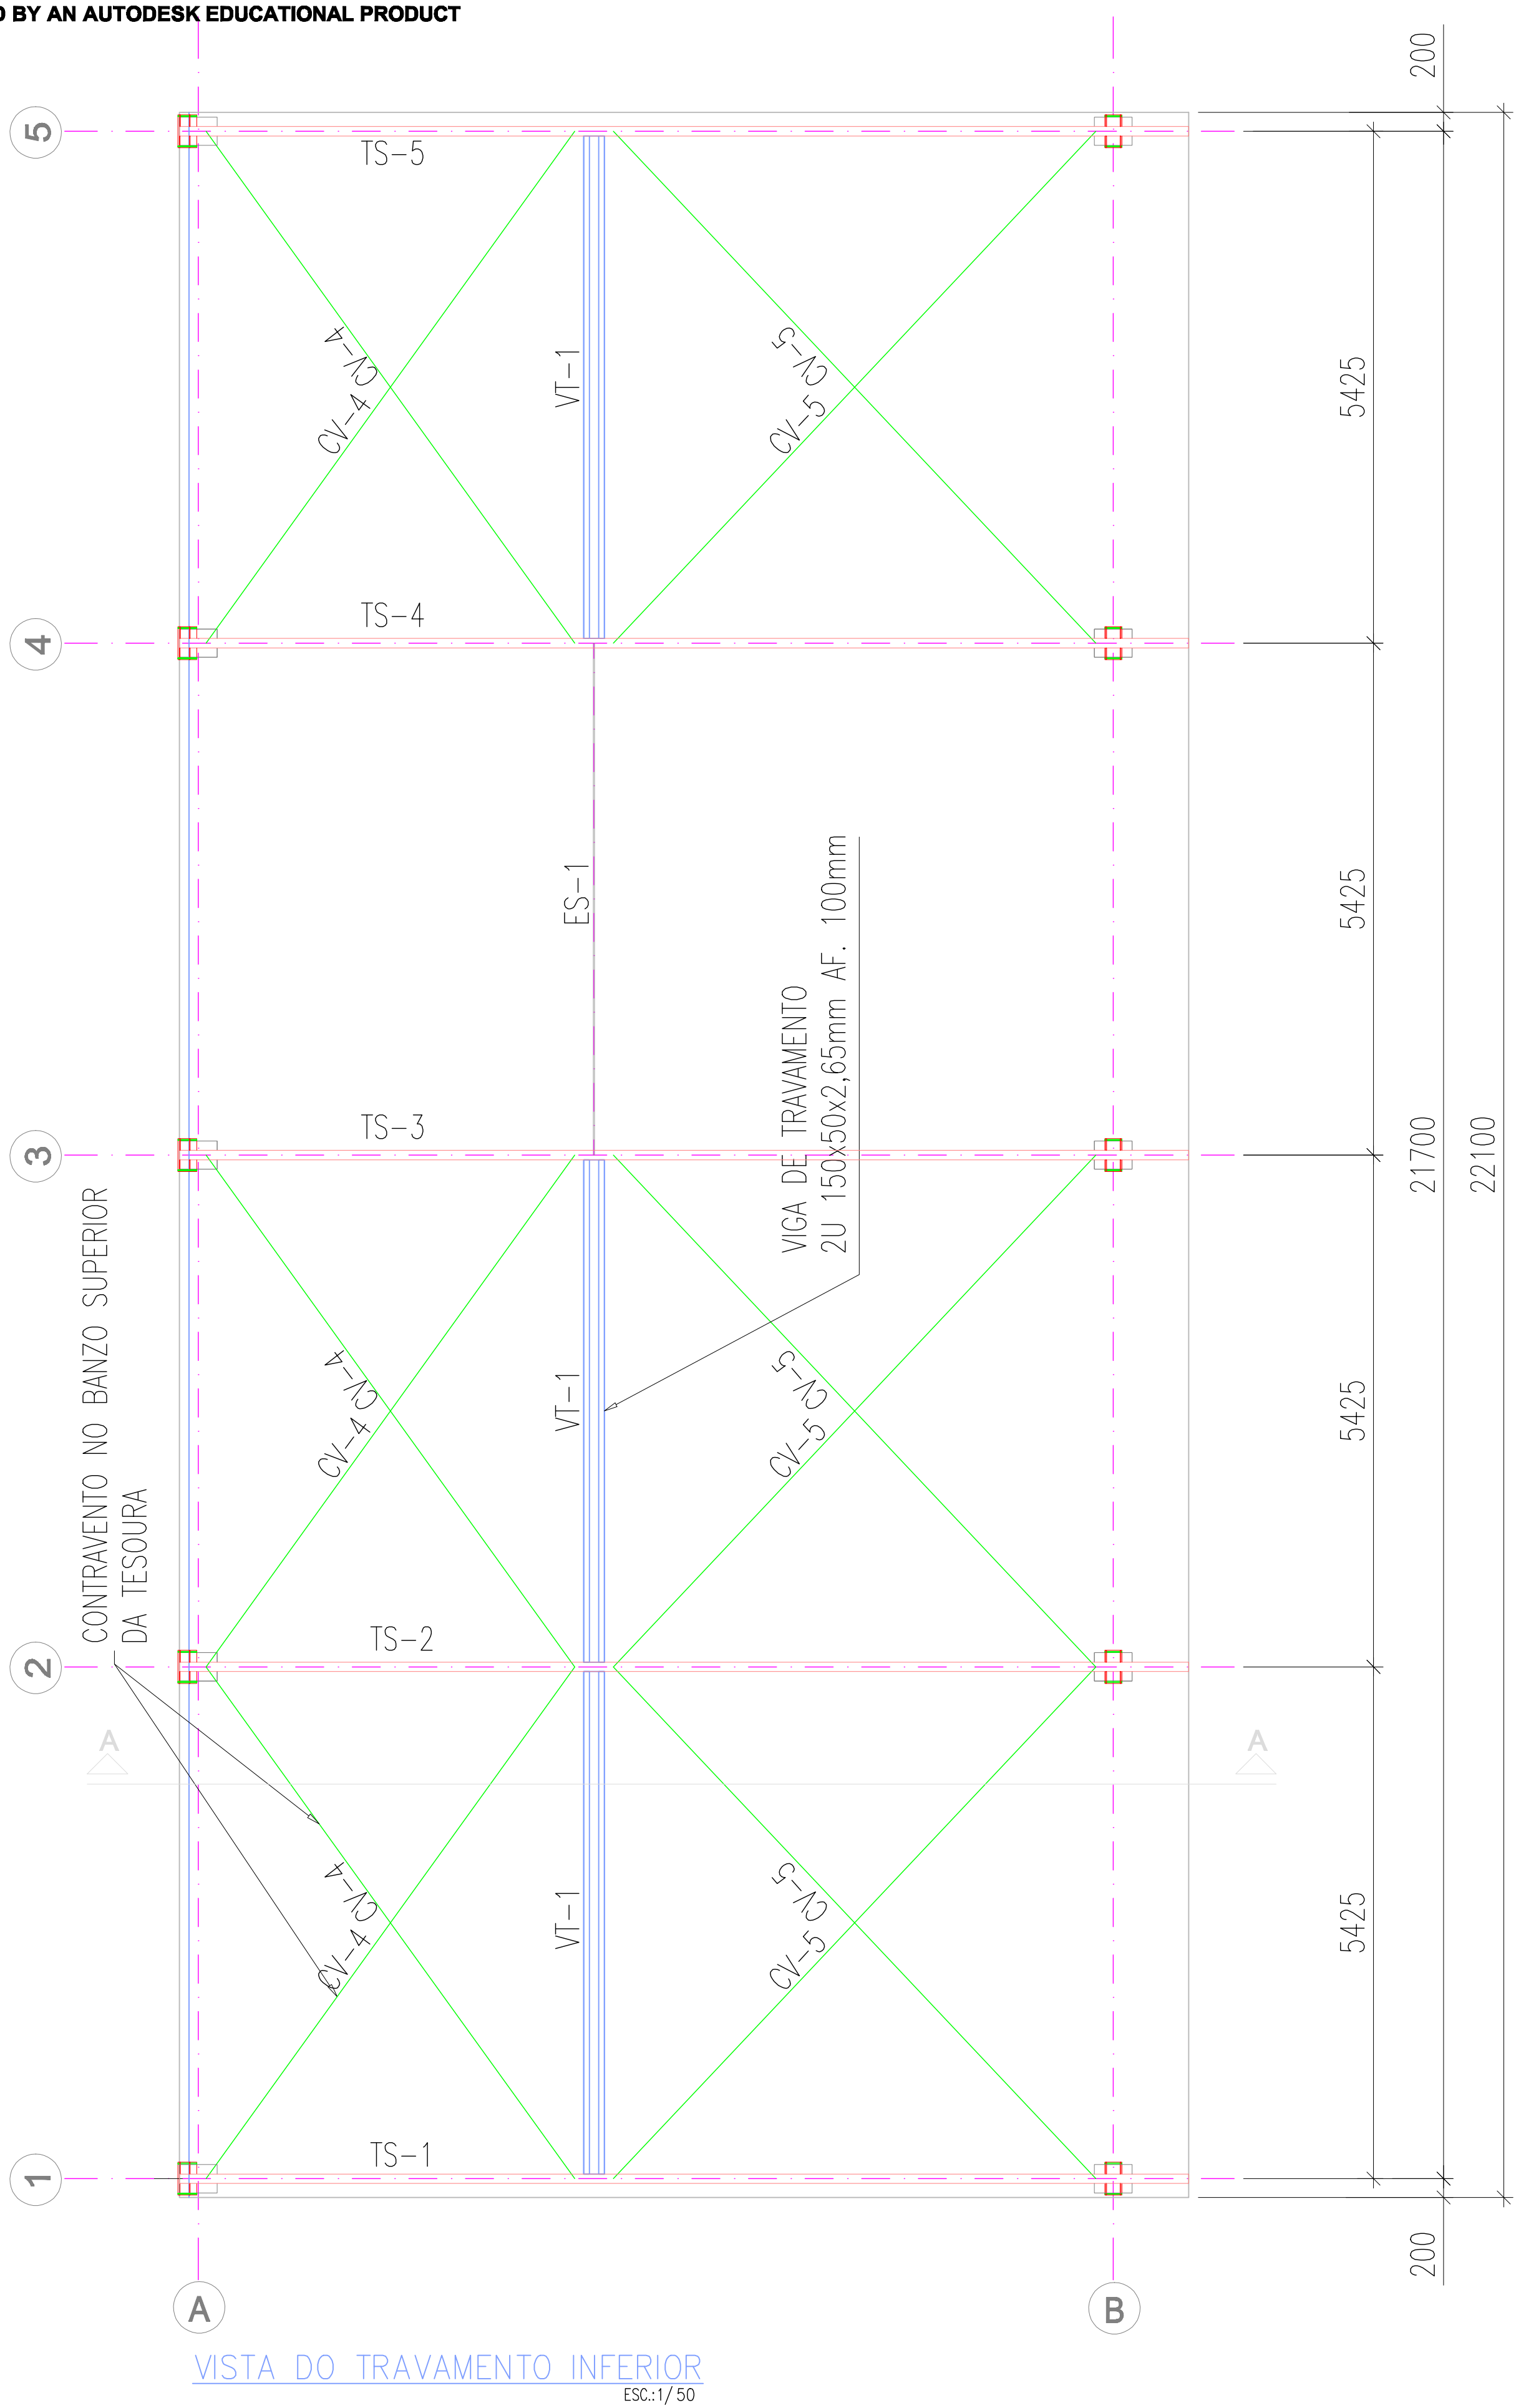 D BY AN AUTODESK EDUCATIONAL PRODUCT
200
5
TS-5
CV-4
CV-4
VT-1
CV-5
CV-5
5425
4
TS-4
ES-1
5425
VIGA DE TRAVAMENTO
2U 150x50x2,65mm AF. 100mm
3
TS-3
21700
22100
CONTRAVENTO NO BANZO SUPERIOR
DA TESOURA
CV-4
CV-4
VT-1
CV-5
CV-5
5425
2
TS-2
A
A
CV-4
CV-4
VT-1
CV-5
CV-5
5425
1
TS-1
200
A
B
VISTA DO TRAVAMENTO INFERIOR
ESC.:1/50